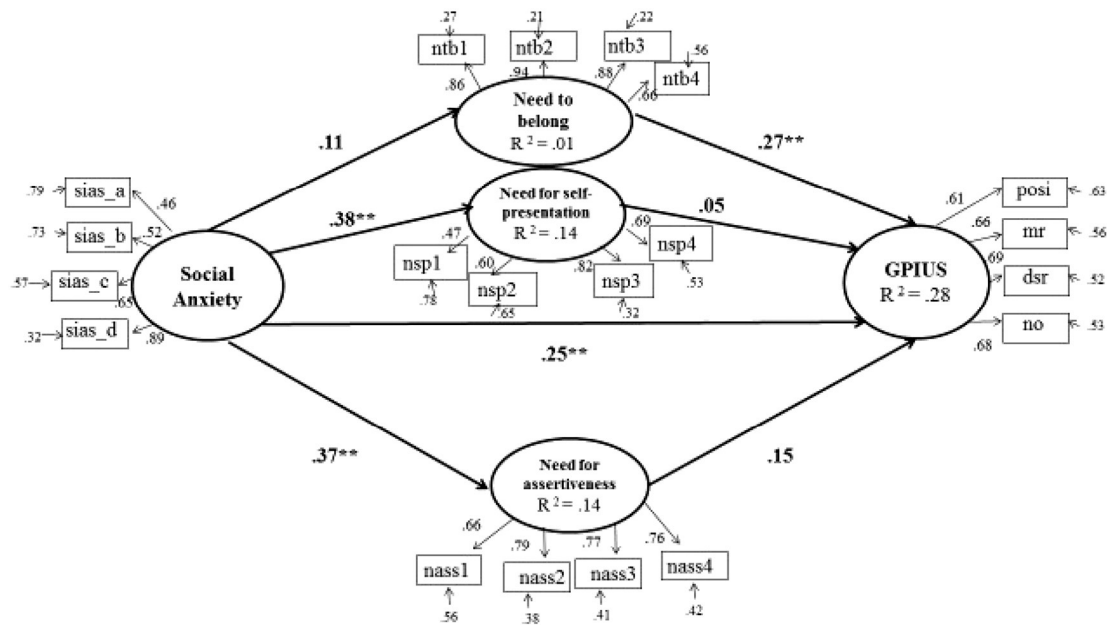 .27
.21
.22
ntb1
ntb2
ntb3
.56
ntb4
.86
.94
.88
.66
Need to
belong
R ² = .01
.11
.27**
.79
sias_a
.46
.73
sias_b
.52
.57
sias_c
.65
.32
sias_d
.89
Social
Anxiety
.38**
Need for self-
presentation
R ² = .14
.05
.47
nsp1
.78
.60
nsp2
.65
.82
nsp3
.32
.69
nsp4
.53
GPIUS
R ² = .28
.61
posi
.63
.66
mr
.56
.69
dsr
.52
.68
no
.53
.25**
.37**
.15
Need for
assertiveness
R ² = .14
.66
.79
.77
.76
nass1
nass2
nass3
nass4
.56
.38
.41
.42